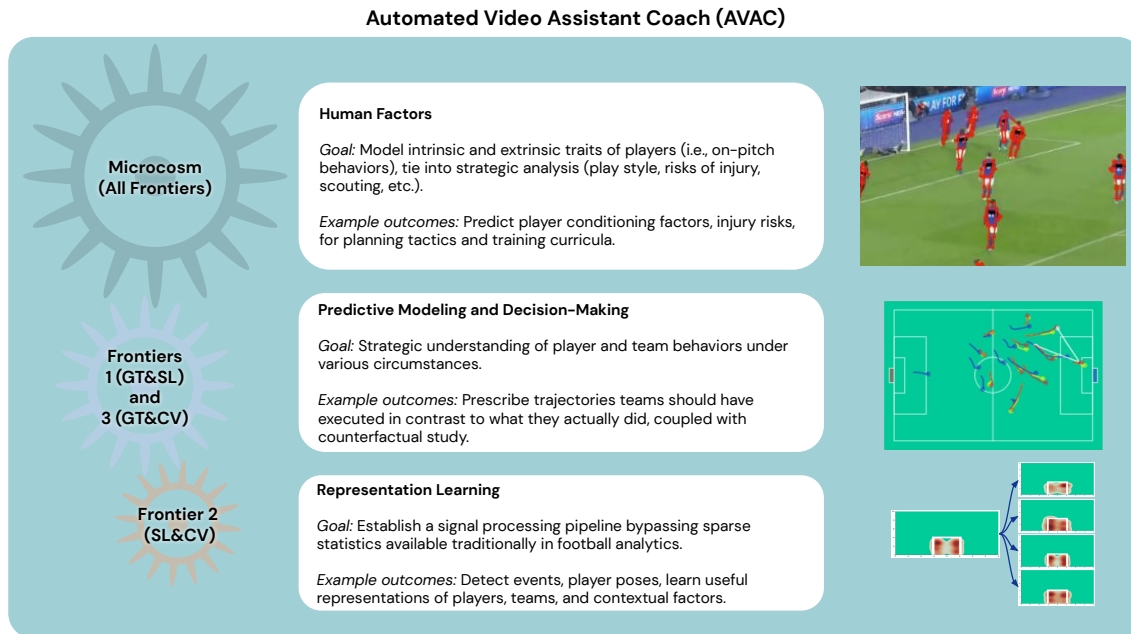 Automated Video Assistant Coach (AVAC)
Microcosm
(All Frontiers)
Human Factors
Goal: Model intrinsic and extrinsic traits of players (i.e., on-pitch
behaviors), tie into strategic analysis (play style, risks of injury,
scouting, etc.).
Example outcomes: Predict player conditioning factors, injury risks,
for planning tactics and training curricula.
PLAY FOR
Frontiers
1 (GT&SL)
and
3 (GT&CV)
Predictive Modeling and Decision-Making
Goal: Strategic understanding of player and team behaviors under
various circumstances.
Example outcomes: Prescribe trajectories teams should have
executed in contrast to what they actually did, coupled with
counterfactual study.
Frontier 2
(SL&CV)
Representation Learning
Goal: Establish a signal processing pipeline bypassing sparse
statistics available traditionally in football analytics.
Example outcomes: Detect events, player poses, learn useful
representations of players, teams, and contextual factors.